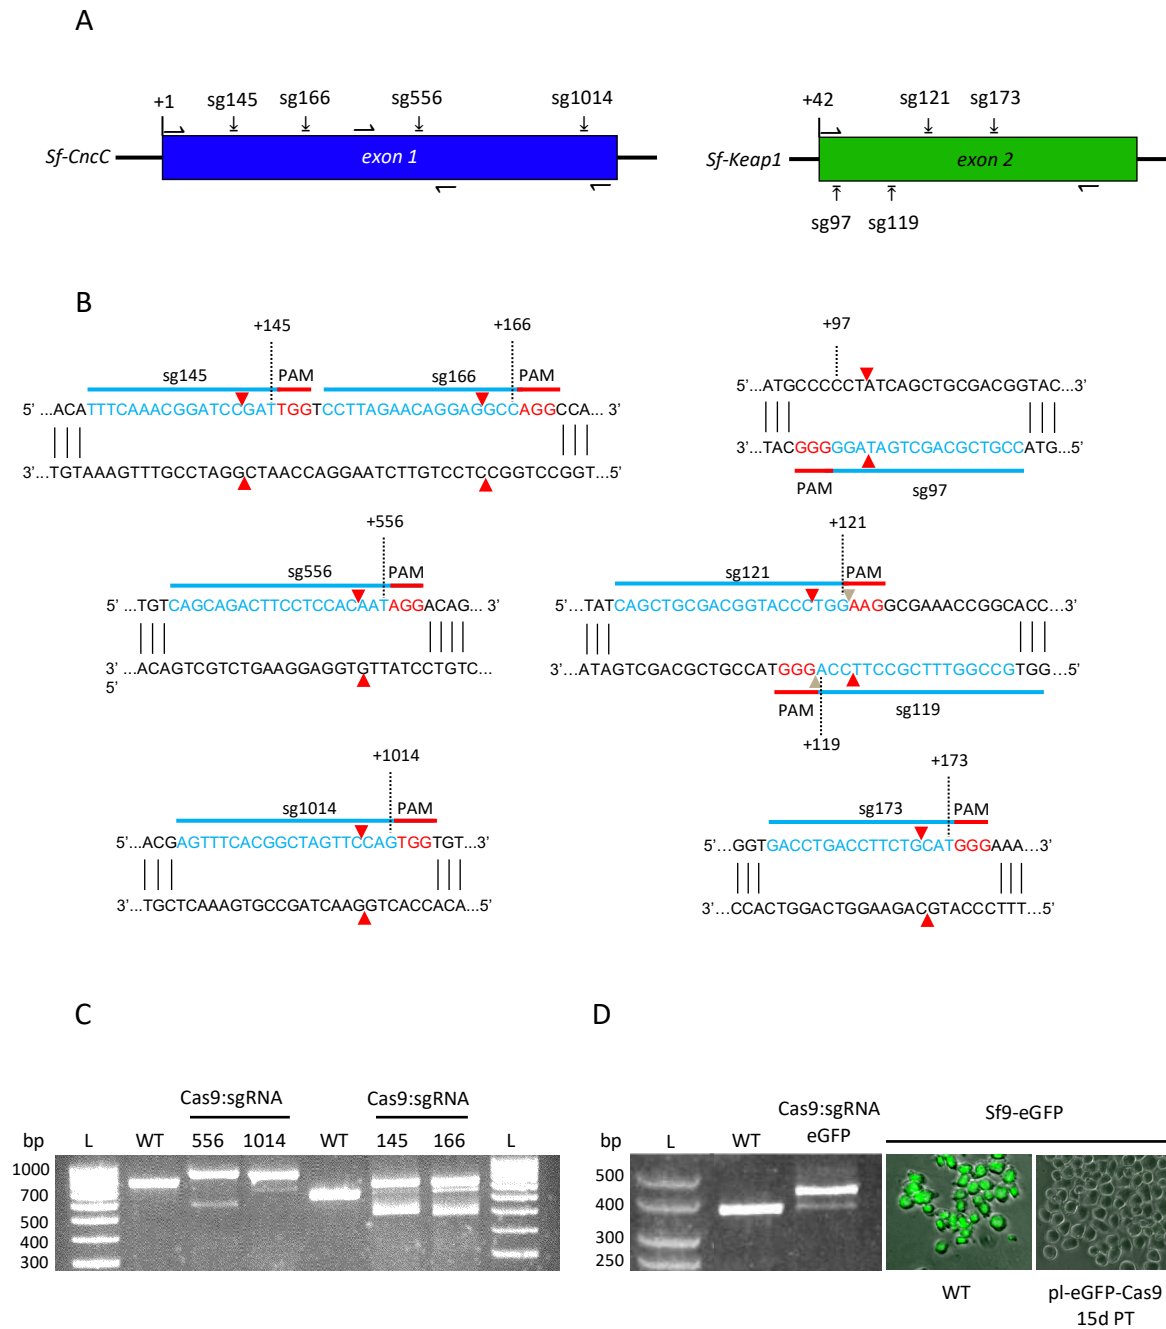 A
+1 sg145 sg166 sg556 sg1014
Sf-CncC exon 1
+42 sg121 sg173
Sf-Keap1 exon 2
sg97 sg119
B
+145 +166
sg145 PAM sg166 PAM
5' ...ACATTTCAAACGGATCCGATTGGTCCTTAGAACAGGAGGCCAGGCCA... 3'
3'...TGTAAAGTTTGCCTAGGCTAACCAGGAATCTTGTCCTCCGGTCCGGT...5'
+97
5'...ATGCCCCCTATCAGCTGCGACGGTAC...3'
3'...TACGGGGGATAGTCGACGCTGCCATG...5'
PAM sg97
+556
sg556 PAM
5' ...TGTCAGCAGACTTCCTCCACAATAGGACAG... 3'
3' ...ACAGTCGTCTGAAGGAGGTGTTATCCTGTC...
5'
+121
sg121 PAM
5' ...TATCAGCTGCGACGGTACCCTGGAAGGCGAAACCGGCACC...3'
3' ...ATAGTCGACGCTGCCATGGGACCTTCCGCTTTGGCCGTGG...5'
PAM sg119
+119
+1014
sg1014 PAM
5'...ACGAGTTTCACGGCTAGTTCCAGTGGTGT...3'
3'...TGCTCAAAGTGCCGATCAAGGTCACCACA...5'
+173
sg173 PAM
5'...GGTGACCTGACCTTCTGCATGGGAAA...3'
3'...CCACTGGACTGGAAGACGTACCCTTT...5'
C
Cas9:sgRNA Cas9:sgRNA
bp L WT 556 1014 WT 145 166 L
1000
700
500
400
300
D
Cas9:sgRNA
eGFP
Sf9-eGFP
bp L WT
500
400
300
250
WT pl-eGFP-Cas9
15d PT